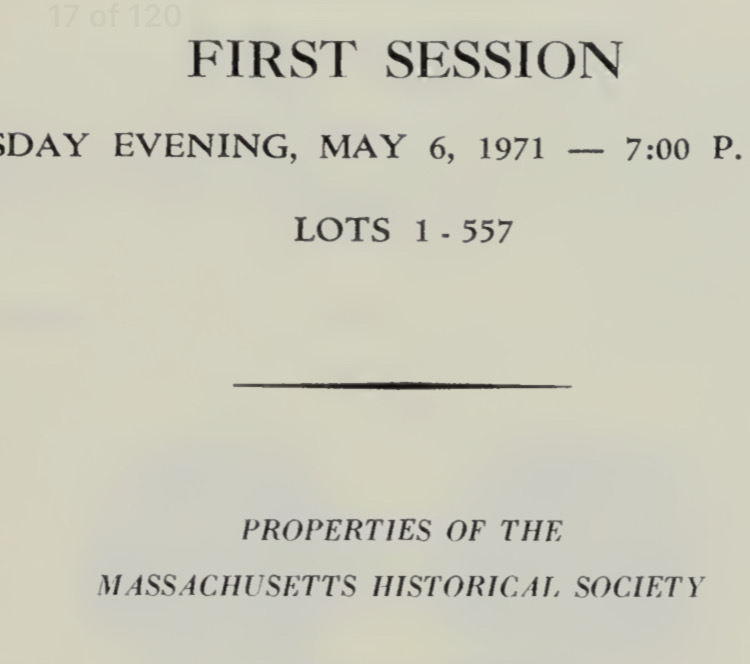 17 of 120
FIRST SESSION
SDAY EVENING, MAY 6, 1971 — 7:00 P.
LOTS 1 - 557
PROPERTIES OF THE
MASSACHUSETTS HISTORICAL SOCIETY